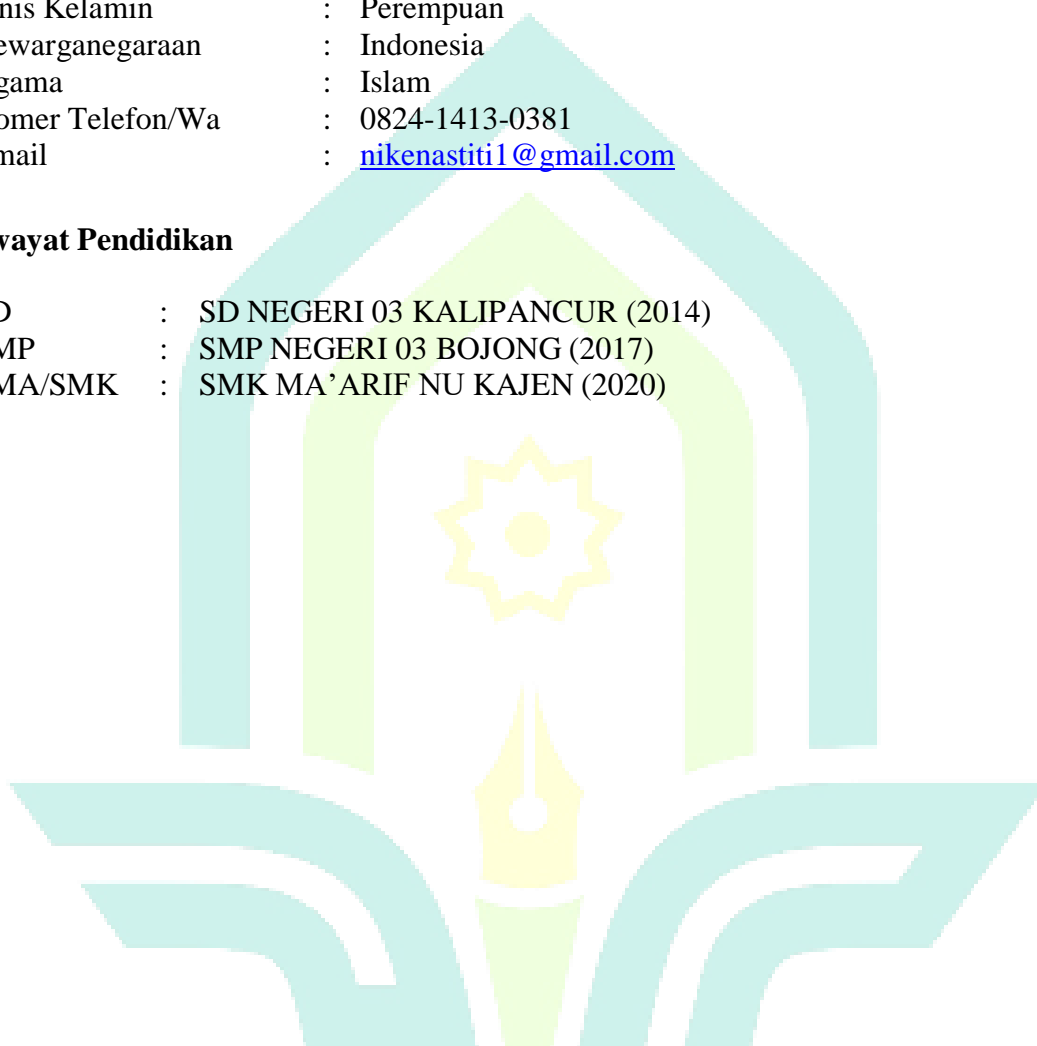 nis Kelamin : Perempuan
ewarganegaraan : Indonesia
gama : Islam
omer Telefon/Wa : 0824-1413-0381
mail : nikenastiti1@gmail.com
wayat Pendidikan
D : SD NEGERI 03 KALIPANCUR (2014)
MP : SMP NEGERI 03 BOJONG (2017)
MA/SMK : SMK MA’ARIF NU KAJEN (2020)